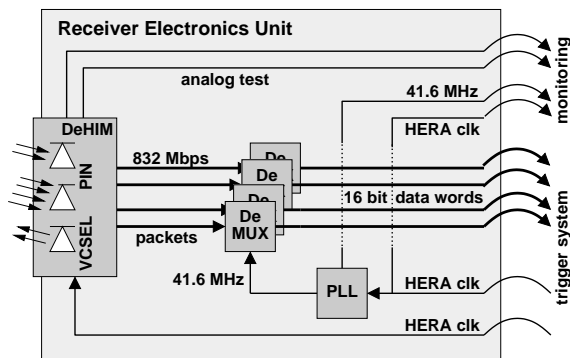 Receiver Electronics Unit
analog test
monitoring
41.6 MHz
HERA clk
DeHIM
PIN
VCSEL
832 Mbps
De
De
De
De
MUX
16 bit data words
packets
trigger system
41.6 MHz
PLL
HERA clk
HERA clk